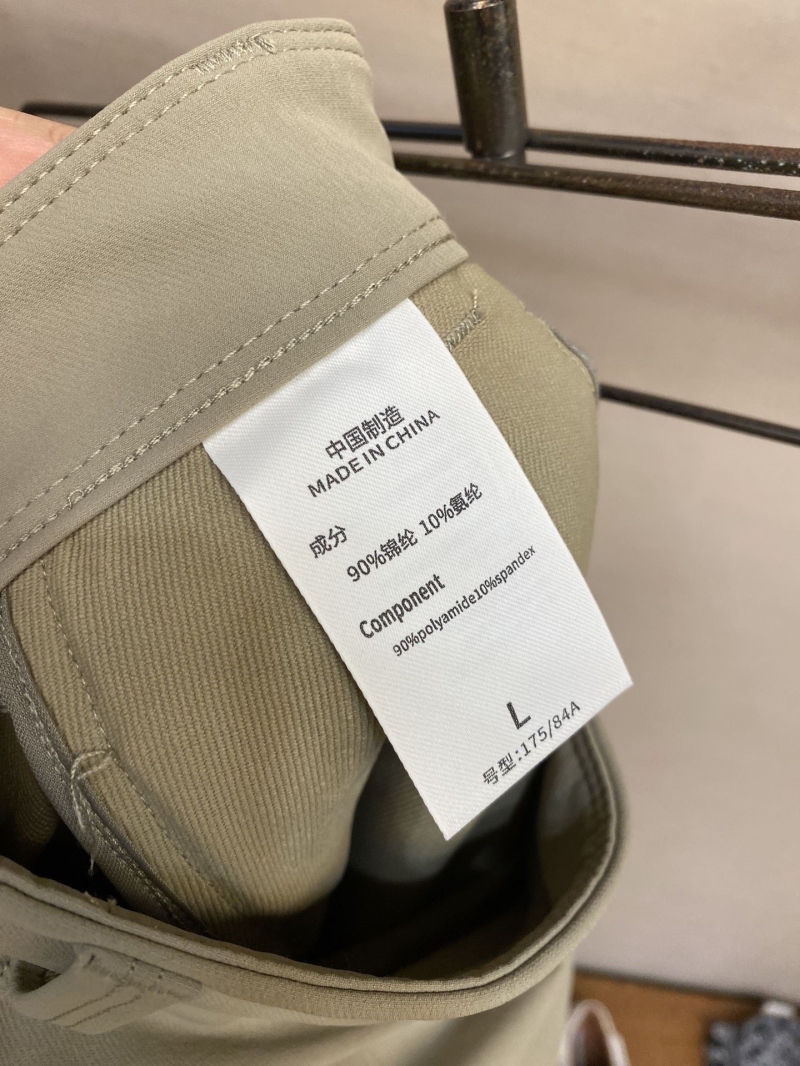 中国制造
MADE IN CHINA
成分
90%锦纶 10%氨纶
Component
90%polyamide10%spandex
L
号型:175/84A